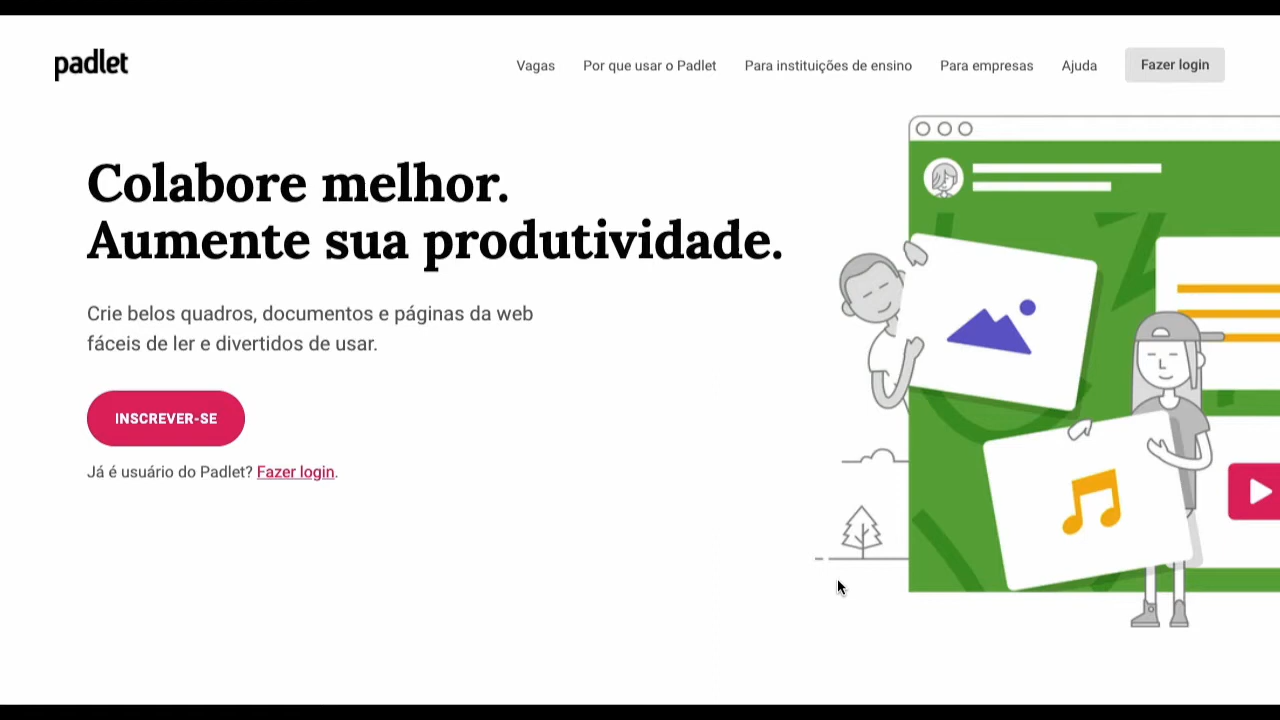 padlet
Vagas
Por que usar o Padlet
Para instituições de ensino
Para empresas
Ajuda
Fazer login
Colabore melhor.
Aumente sua produtividade.
Crie belos quadros, documentos e páginas da web
fáceis de ler e divertidos de usar.
INSCREVER-SE
Já é usuário do Padlet? Fazer login.